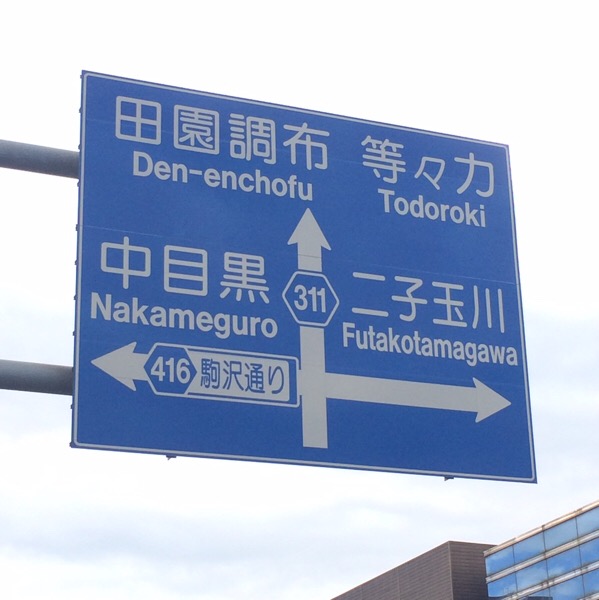 田園調布 等々力
Den-enchofu Todoroki
中目黒 311 二子玉川
Nakameguro Futakotamagawa
416 駒沢通り